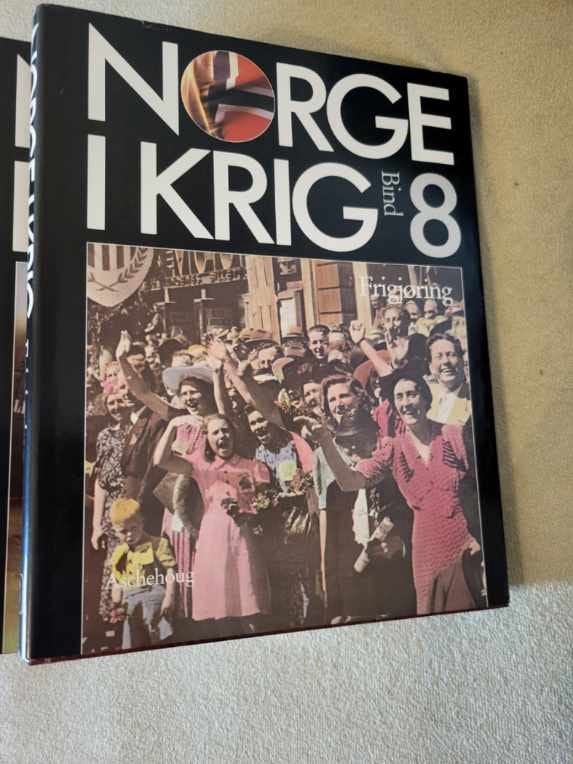 NORGE
I KRIG
Bind
8
Frigjøring
Aschehoug